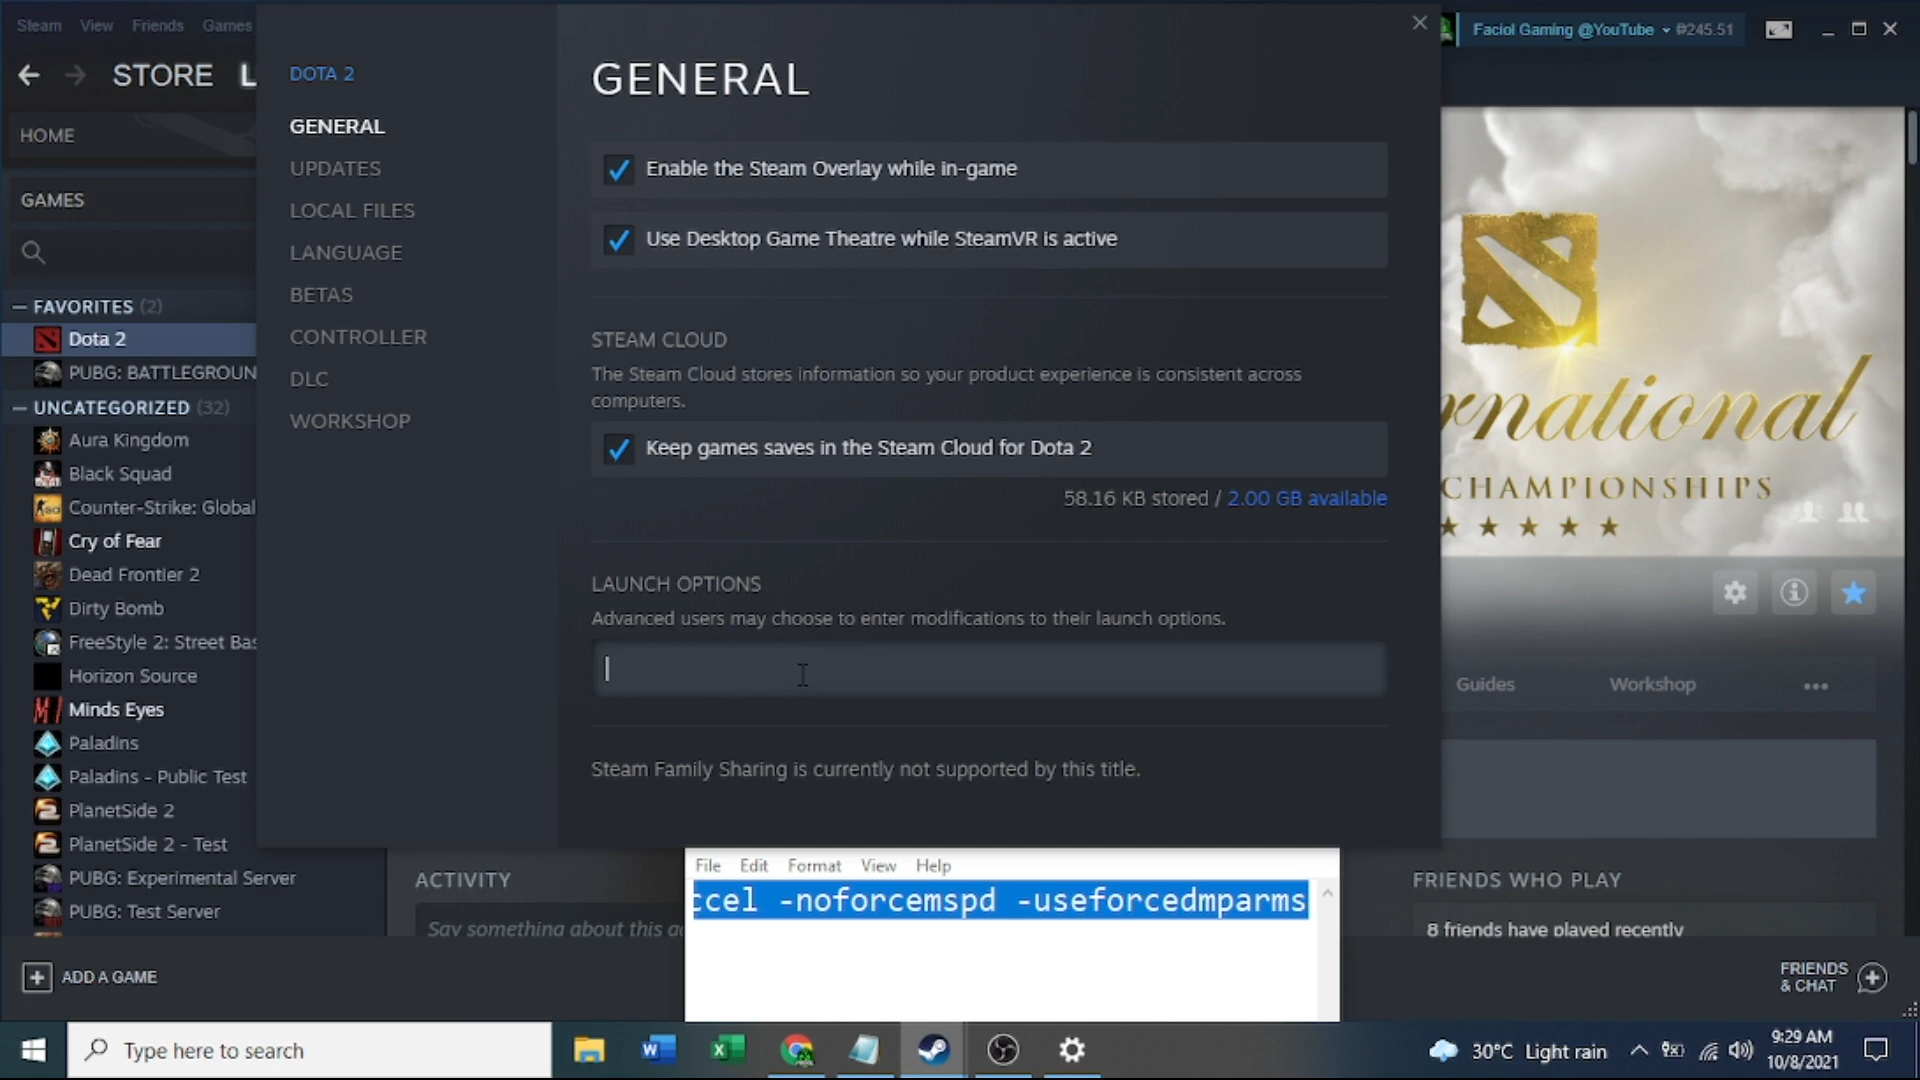 Steam View Friends Games
Faciol Gaming @YouTube ₱245.51
STORE L
HOME
GAMES
FAVORITES (2)
Dota 2
PUBG: BATTLEGROUN
UNCATEGORIZED (32)
Aura Kingdom
Black Squad
Counter-Strike: Global
Cry of Fear
Dead Frontier 2
Dirty Bomb
FreeStyle 2: Street Bas
Horizon Source
Minds Eyes
Paladins
Paladins - Public Test
PlanetSide 2
PlanetSide 2 - Test
PUBG: Experimental Server
PUBG: Test Server
ADD A GAME
DOTA 2
GENERAL
UPDATES
LOCAL FILES
LANGUAGE
BETAS
CONTROLLER
DLC
WORKSHOP
GENERAL
Enable the Steam Overlay while in-game
Use Desktop Game Theatre while SteamVR is active
STEAM CLOUD
The Steam Cloud stores information so your product experience is consistent across
computers.
Keep games saves in the Steam Cloud for Dota 2
58.16 KB stored / 2.00 GB available
LAUNCH OPTIONS
Advanced users may choose to enter modifications to their launch options.
Steam Family Sharing is currently not supported by this title.
rnational
CHAMPIONSHIPS
Guides Workshop
ACTIVITY
Say something about this
File Edit Format View Help
ccel -noforcemspd -useforcedmparms
FRIENDS WHO PLAY
8 friends have played recently
FRIENDS
& CHAT
Type here to search
30°C Light rain
9:29 AM
10/8/2021